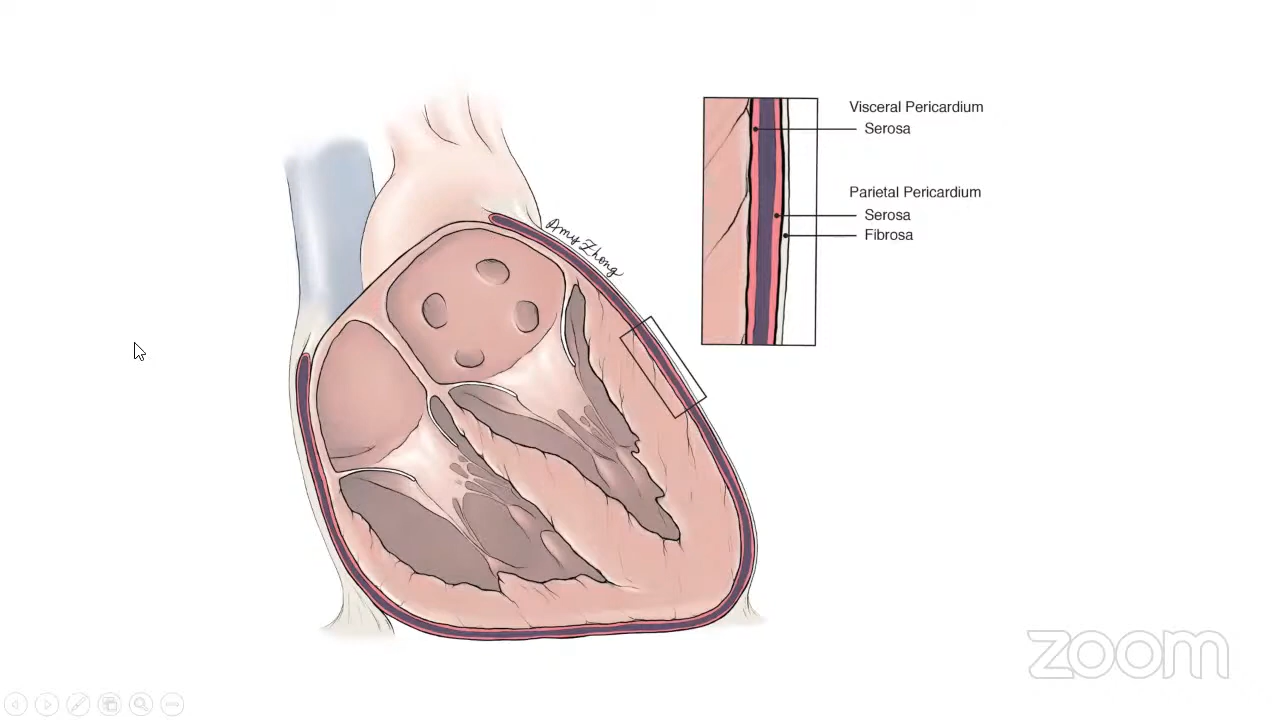 Visceral Pericardium
Serosa
Parietal Pericardium
Serosa
Fibrosa
Amy Zhong
zoom